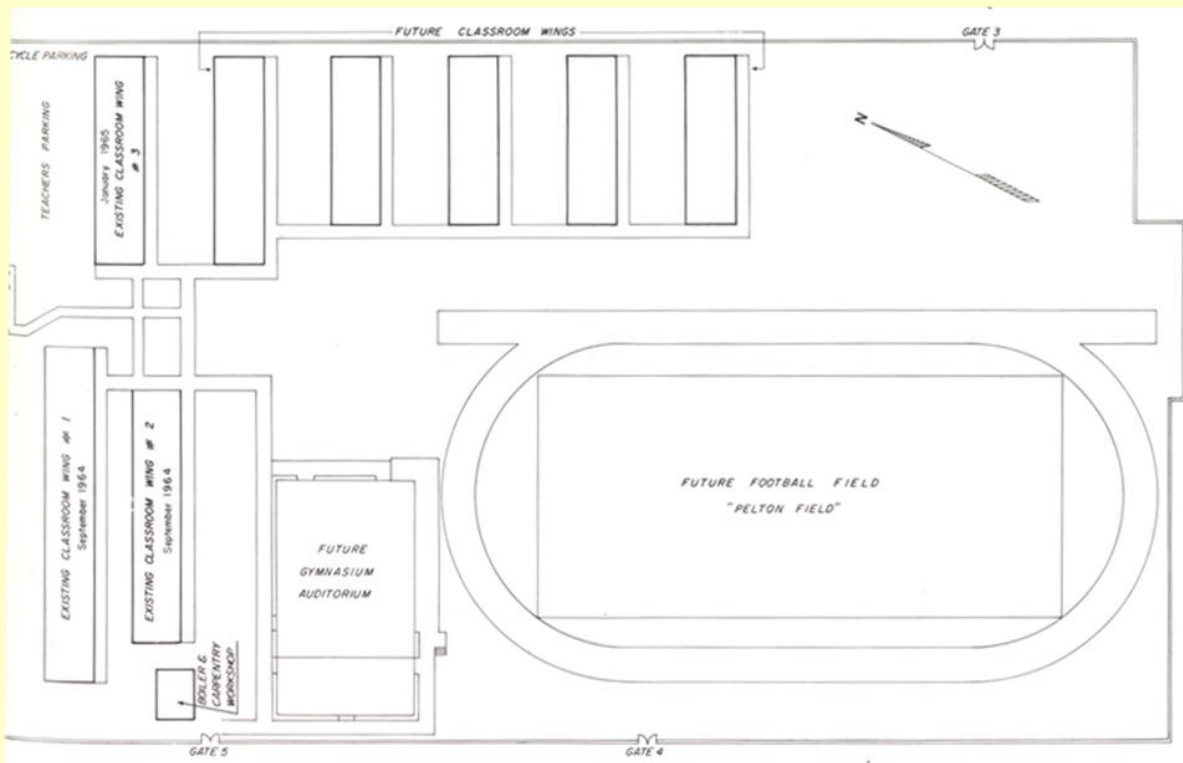 FUTURE CLASSROOM WINGS
GATE 3
CYCLE PARKING
TEACHERS PARKING
January 1965
EXISTING CLASSROOM WING
# 3
N
EXISTING CLASSROOM WING # 1
September 1964
EXISTING CLASSROOM WING # 2
September 1964
BOILER &
CARPENTRY
WORKSHOP
FUTURE
GYMNASIUM
AUDITORIUM
FUTURE FOOTBALL FIELD
"PELTON FIELD"
GATE 5
GATE 4